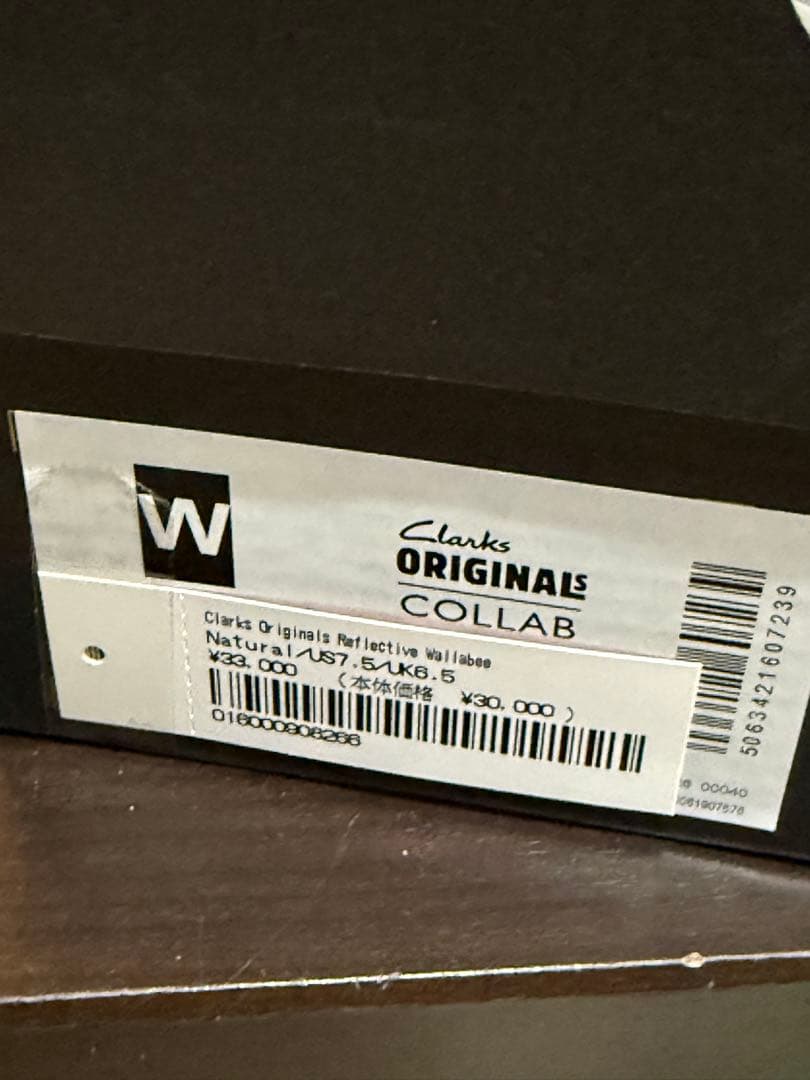 W
Clarks
ORIGINALS
COLLAB
Clarks Originals Reflective Wallabee
Natural/US7.5/UK6.5
¥33,000 (本体価格 ¥30,000)
5063421607239
00040